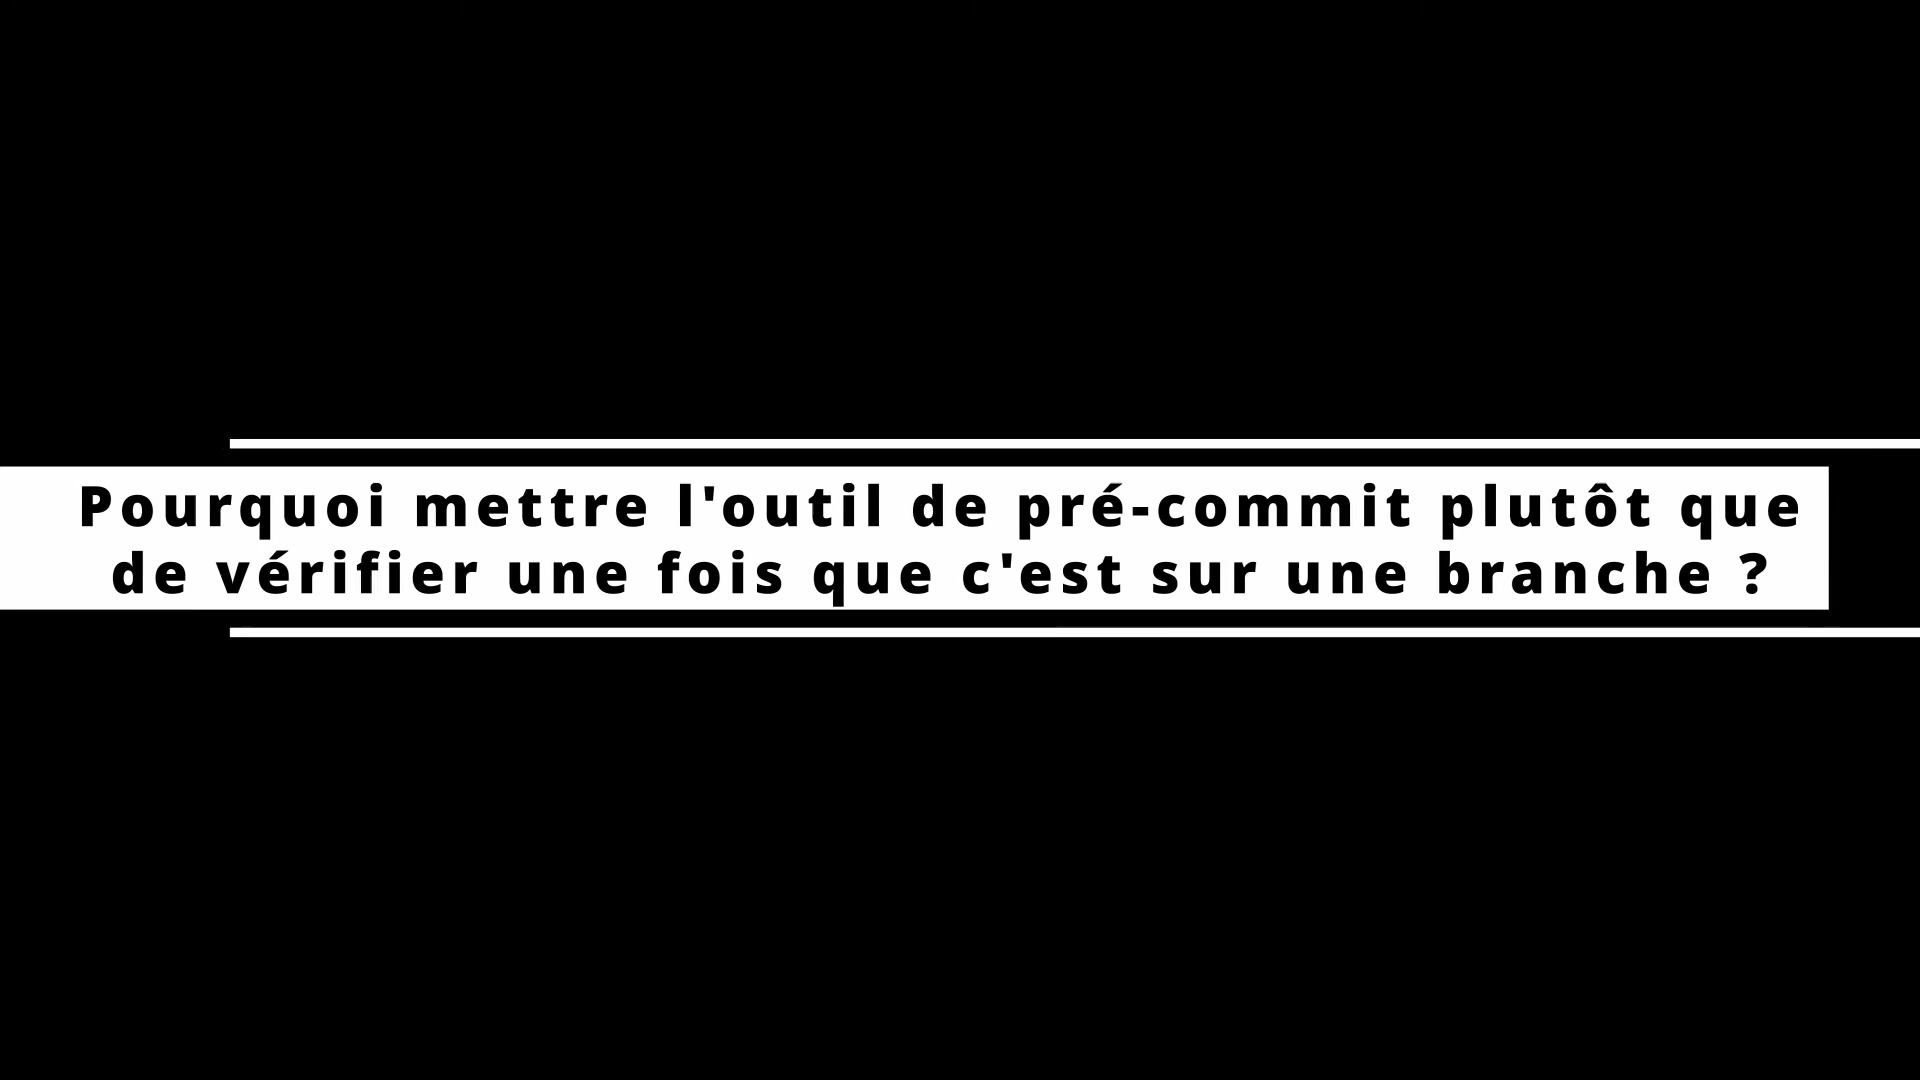 Pourquoi mettre l'outil de pré-commit plutôt que
de vérifier une fois que c'est sur une branche ?